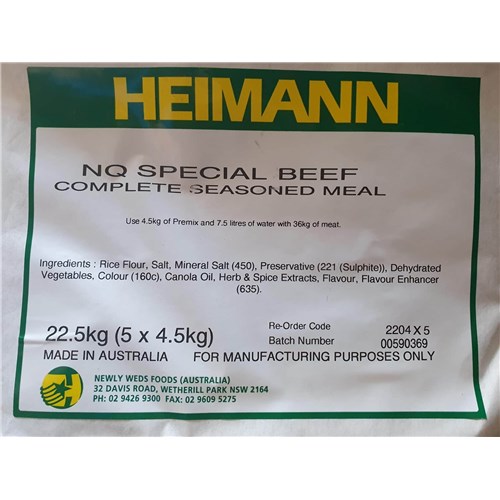 HEIMANN
NQ SPECIAL BEEF
COMPLETE SEASONED MEAL
Use 4.5kg of Premix and 7.5 litres of water with 36kg of meat.
Ingredients : Rice Flour, Salt, Mineral Salt (450), Preservative (221 (Sulphite)), Dehydrated
Vegetables, Colour (160c), Canola Oil, Herb & Spice Extracts, Flavour, Flavour Enhancer
(635).
22.5kg (5 x 4.5kg) Re-Order Code 2204 X 5
Batch Number 00590369
MADE IN AUSTRALIA FOR MANUFACTURING PURPOSES ONLY
NEWLY WEDS FOODS (AUSTRALIA)
32 DAVIS ROAD, WETHERILL PARK NSW 2164
PH: 02 9426 9300 FAX: 02 9609 5275